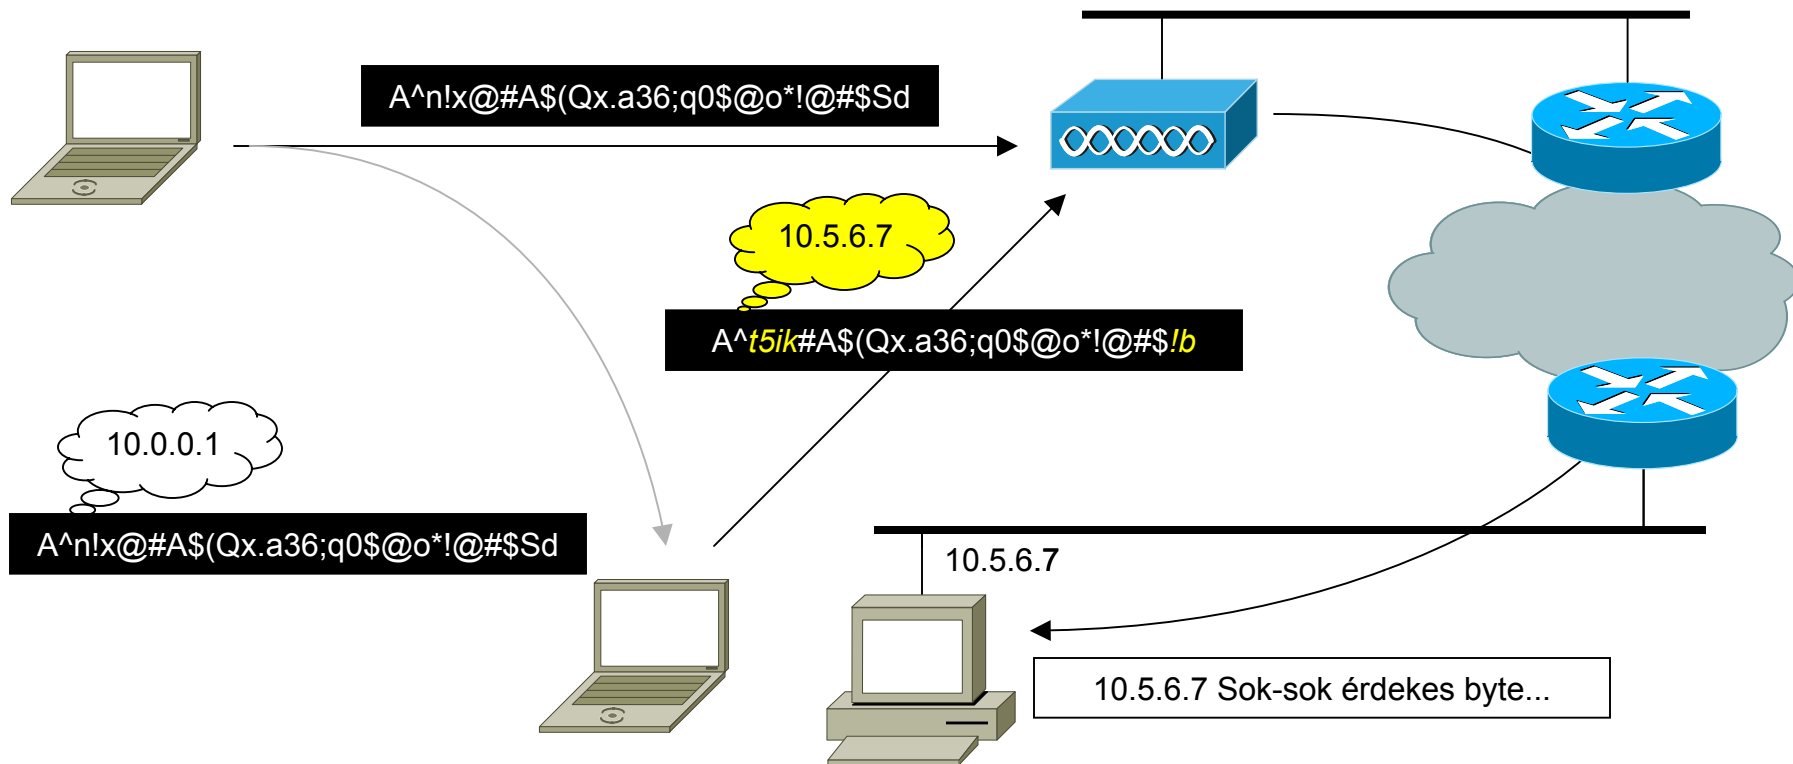 A^n!x@#A$(Qx.a36;q0$@o*!@#$Sd
10.5.6.7
A^t5ik#A$(Qx.a36;q0$@o*!@#$!b
10.0.0.1
A^n!x@#A$(Qx.a36;q0$@o*!@#$Sd
10.5.6.7
10.5.6.7 Sok-sok érdekes byte...